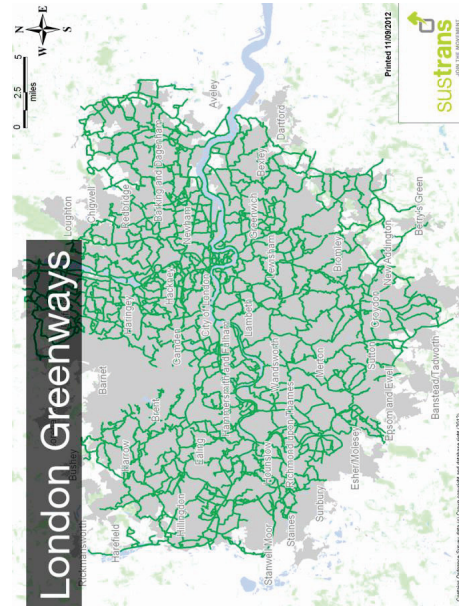 London Greenways
N
W E
S
0 2.5 5
miles
Rickmansworth
Bushey
Loughton
Harefield
Barnet
Chigwell
Harrow
Haringey
Redbridge
Brent
Hillingdon
Camden
Hackney
Barking and Dagenham
Ealing
City of London
Newham
Aveley
Hammersmith and Fulham
Stanwell Moor
Hounslow
Lambeth
Greenwich
Bexley
Staines
Richmond upon Thames
Wandsworth
Lewisham
Dartford
Sunbury
Merton
Bromley
Esher/Molesey
Sutton
Croydon
New Addington
Epsom and Ewell
Berry's Green
Banstead/Tadworth
Printed 11/09/2012
sustrans
JOIN THE MOVEMENT